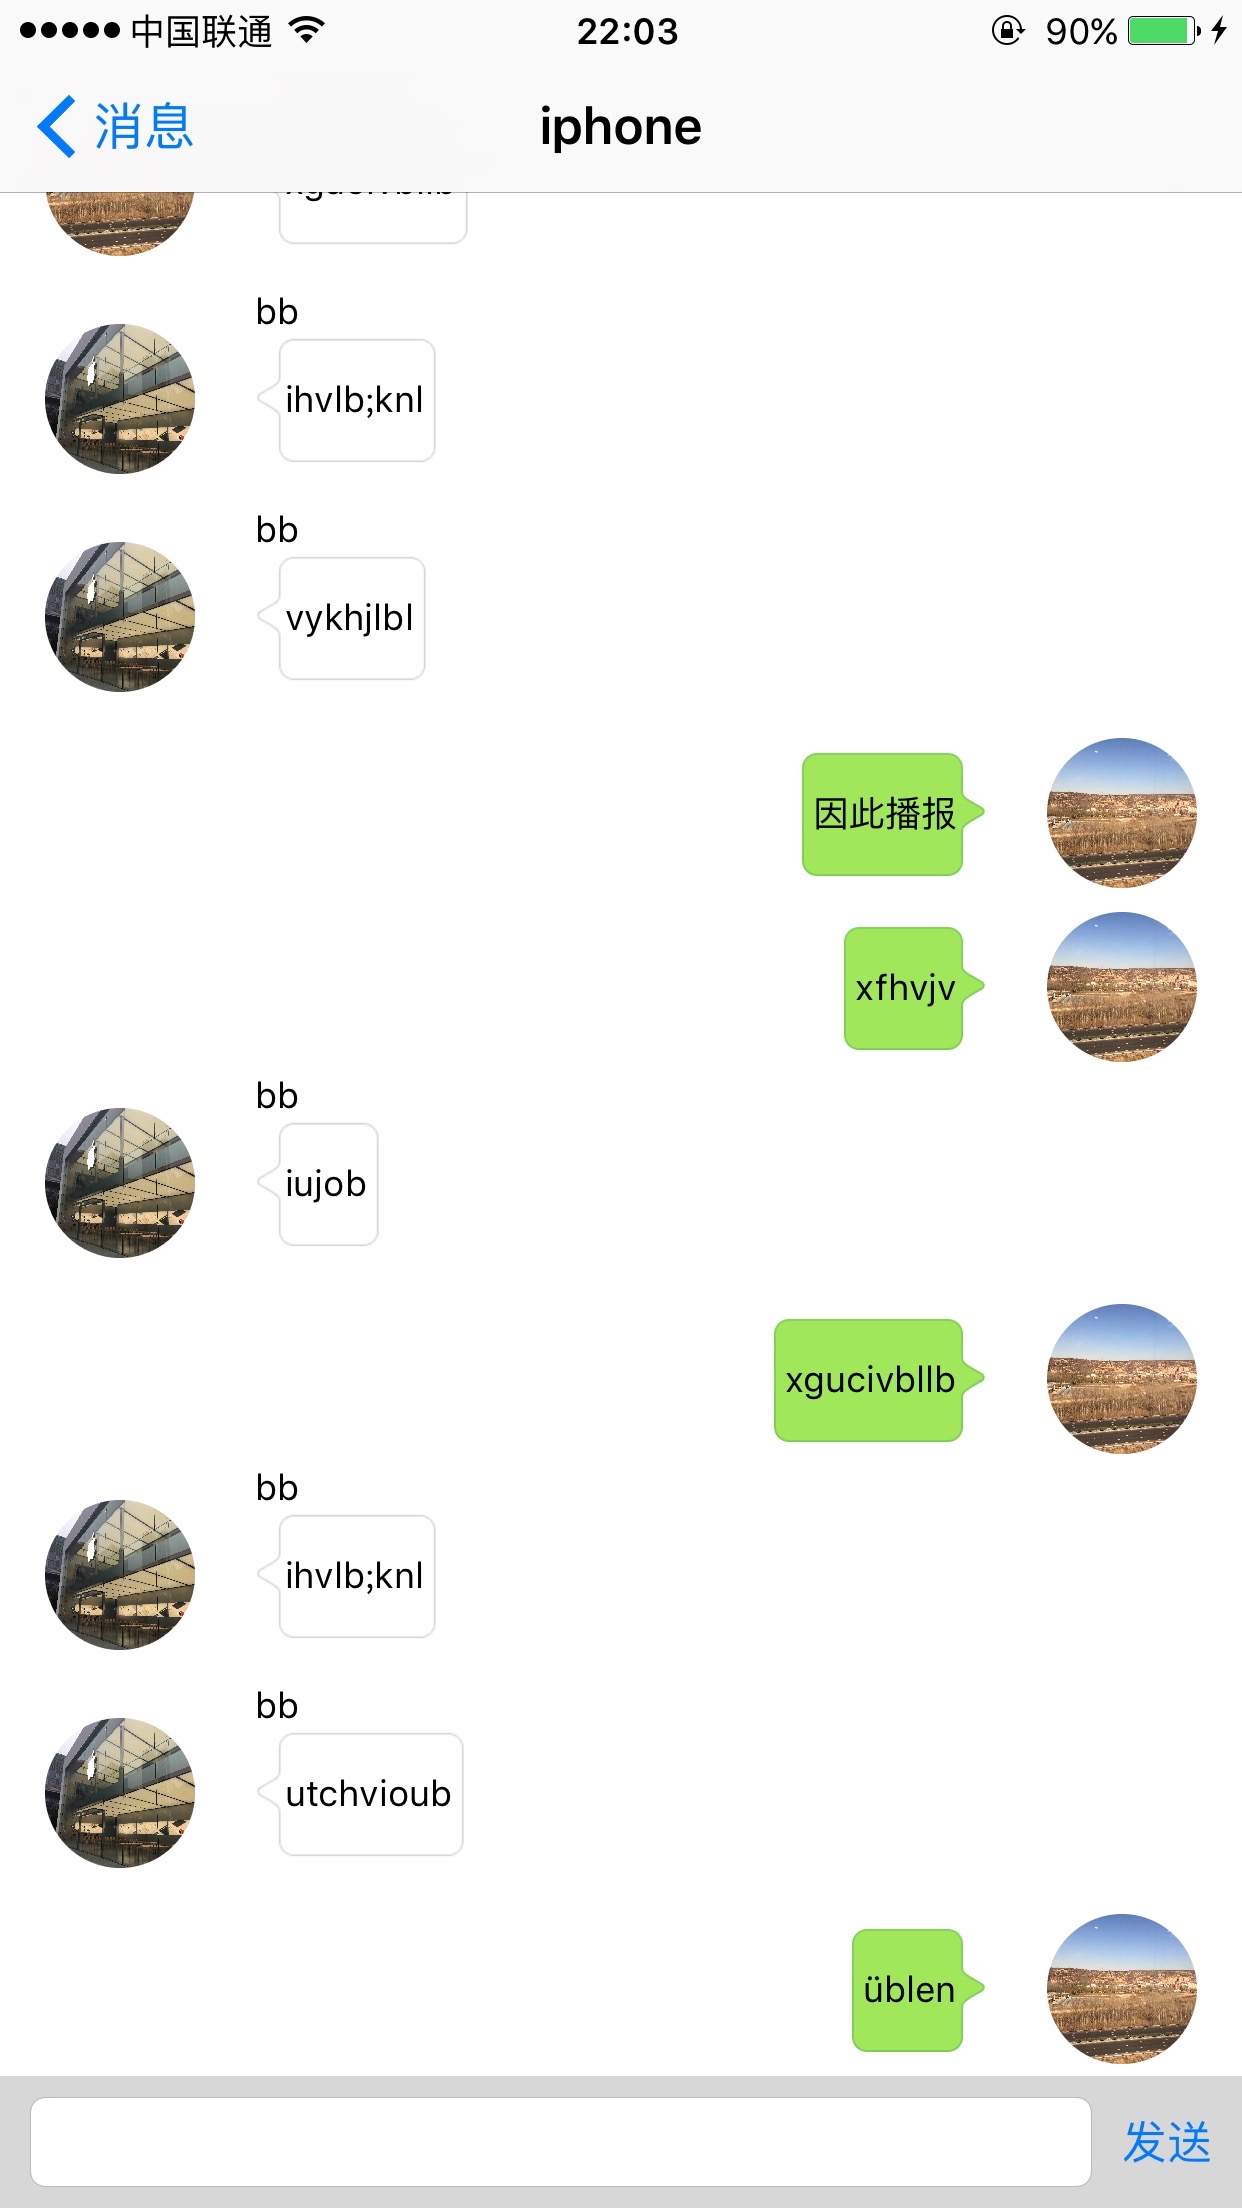 中国联通
22:03
90%
消息
iphone
xgucivbllb
bb
ihvlb;knl
bb
vykhjlbl
因此播报
xfhvjv
bb
iujob
xgucivbllb
bb
ihvlb;knl
bb
utchvioub
üblen
发送